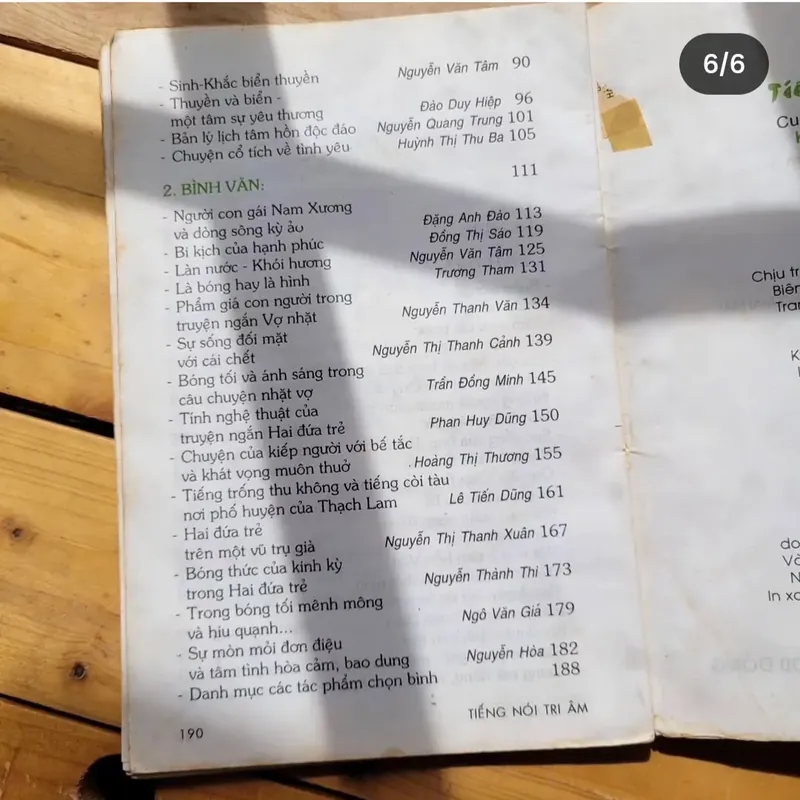 6/6
- Sinh-Khắc biển thuyền Nguyễn Văn Tâm 90
- Thuyền và biển -
một tâm sự yêu thương Đào Duy Hiệp 96
- Bản lý lịch tâm hồn độc đáo Nguyễn Quang Trung 101
- Chuyện cổ tích về tình yêu Huỳnh Thị Thu Ba 105
2. BÌNH VĂN: 111
- Người con gái Nam Xương
và dòng sông kỳ ảo Đặng Anh Đào 113
- Bi kịch của hạnh phúc Đồng Thị Sáo 119
- Làn nước - Khói hương Nguyễn Văn Tâm 125
- Là bóng hay là hình Trương Tham 131
- Phẩm giá con người trong
truyện ngắn Vợ nhặt Nguyễn Thanh Vân 134
- Sự sống đối mặt
với cái chết Nguyễn Thị Thanh Cảnh 139
- Bóng tối và ánh sáng trong
câu chuyện nhặt vợ Trần Đồng Minh 145
- Tính nghệ thuật của
truyện ngắn Hai đứa trẻ Phan Huy Dũng 150
- Chuyện của kiếp người với bế tắc
và khát vọng muôn thuở Hoàng Thị Thương 155
- Tiếng trống thu không và tiếng còi tàu
nơi phố huyện của Thạch Lam Lê Tiến Dũng 161
- Hai đứa trẻ
trên một vũ trụ già Nguyễn Thị Thanh Xuân 167
- Bóng thức của kinh kỳ
trong Hai đứa trẻ Nguyễn Thành Thi 173
- Trong bóng tối mênh mông
và hiu quạnh... Ngô Văn Giá 179
- Sự mòn mỏi đơn điệu
và tâm tình hòa cảm, bao dung Nguyễn Hòa 182
- Danh mục các tác phẩm chọn bình 188
190 TIẾNG NÓI TRI ÂM
Chịu tr
Biên
Tran
In xo